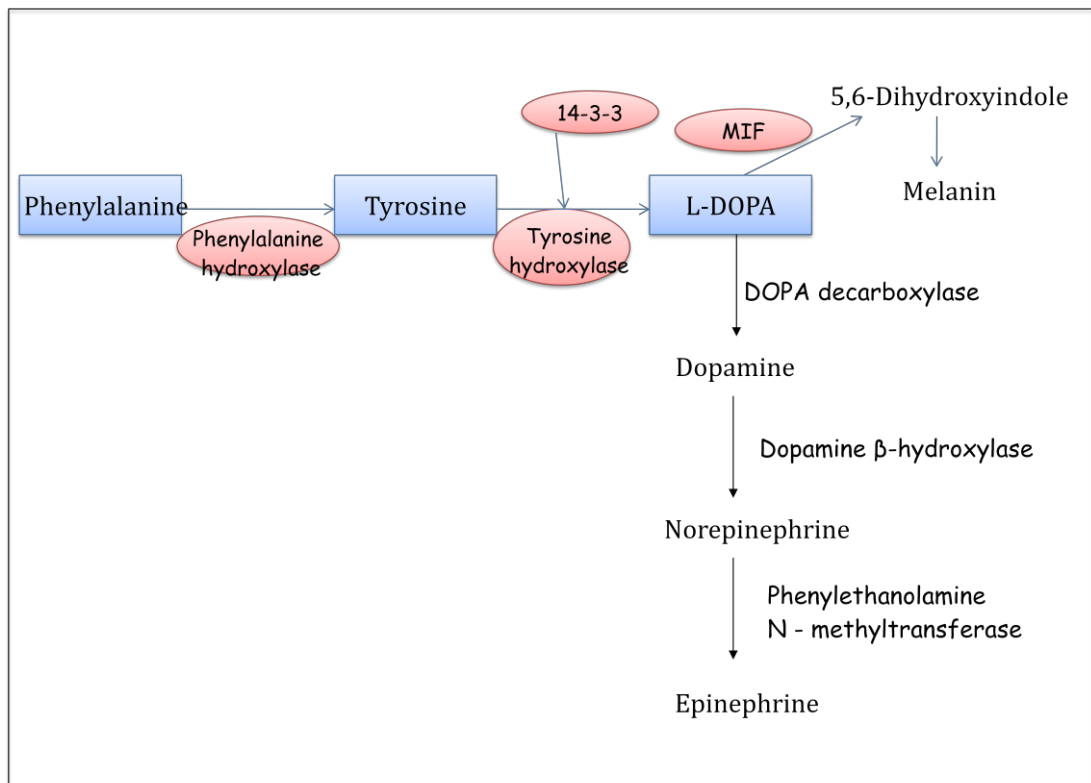 5,6-Dihydroxyindole
14-3-3
MIF
Melanin
Phenylalanine
Tyrosine
L-DOPA
Phenylalanine
hydroxylase
Tyrosine
hydroxylase
DOPA decarboxylase
Dopamine
Dopamine β-hydroxylase
Norepinephrine
Phenylethanolamine
N - methyltransferase
Epinephrine